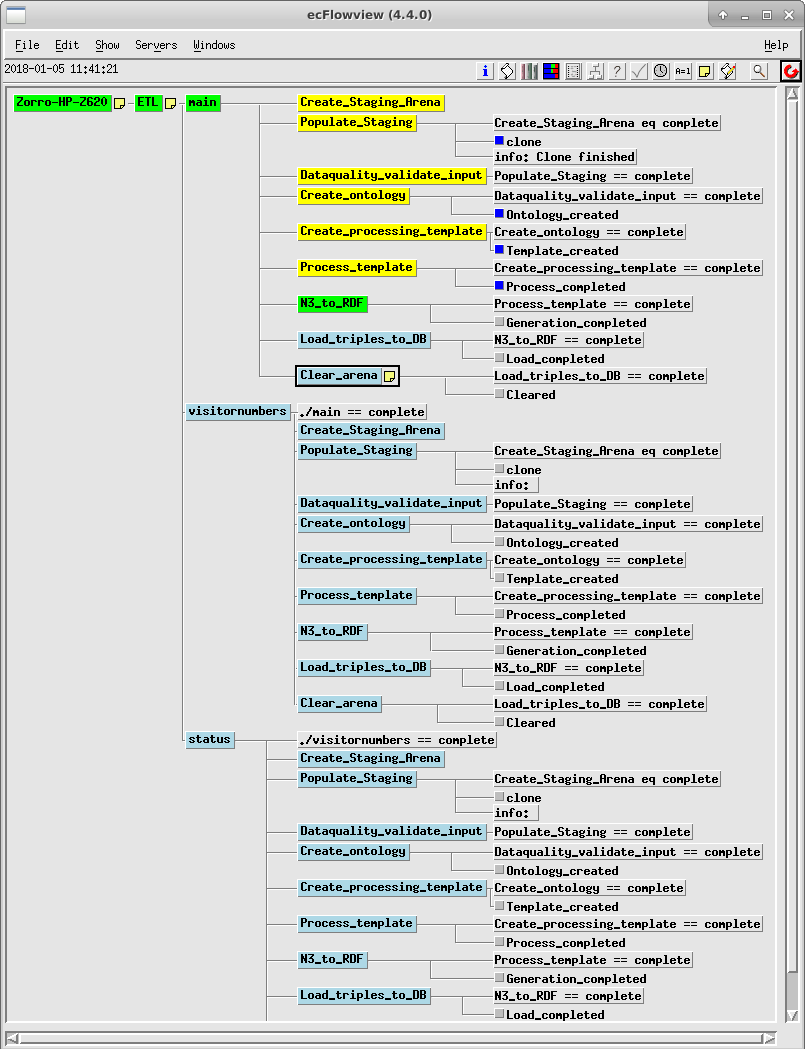 ecFlowview (4.4.0)
File Edit Show Servers Windows Help
2018-01-05 11:41:21 i ? A=1
Zorro-HP-Z620 ETL main Create_Staging_Arena
Populate_Staging Create_Staging_Arena eq complete
clone
info: Clone finished
Dataquality_validate_input Populate_Staging == complete
Create_ontology Dataquality_validate_input == complete
Ontology_created
Create_processing_template Create_ontology == complete
Template_created
Process_template Create_processing_template == complete
Process_completed
N3_to_RDF Process_template == complete
Generation_completed
Load_triples_to_DB N3_to_RDF == complete
Load_completed
Clear_arena Load_triples_to_DB == complete
Cleared
visitornumbers ./main == complete
Create_Staging_Arena
Populate_Staging Create_Staging_Arena eq complete
clone
info:
Dataquality_validate_input Populate_Staging == complete
Create_ontology Dataquality_validate_input == complete
Ontology_created
Create_processing_template Create_ontology == complete
Template_created
Process_template Create_processing_template == complete
Process_completed
N3_to_RDF Process_template == complete
Generation_completed
Load_triples_to_DB N3_to_RDF == complete
Load_completed
Clear_arena Load_triples_to_DB == complete
Cleared
status ./visitornumbers == complete
Create_Staging_Arena
Populate_Staging Create_Staging_Arena eq complete
clone
info:
Dataquality_validate_input Populate_Staging == complete
Create_ontology Dataquality_validate_input == complete
Ontology_created
Create_processing_template Create_ontology == complete
Template_created
Process_template Create_processing_template == complete
Process_completed
N3_to_RDF Process_template == complete
Generation_completed
Load_triples_to_DB N3_to_RDF == complete
Load_completed